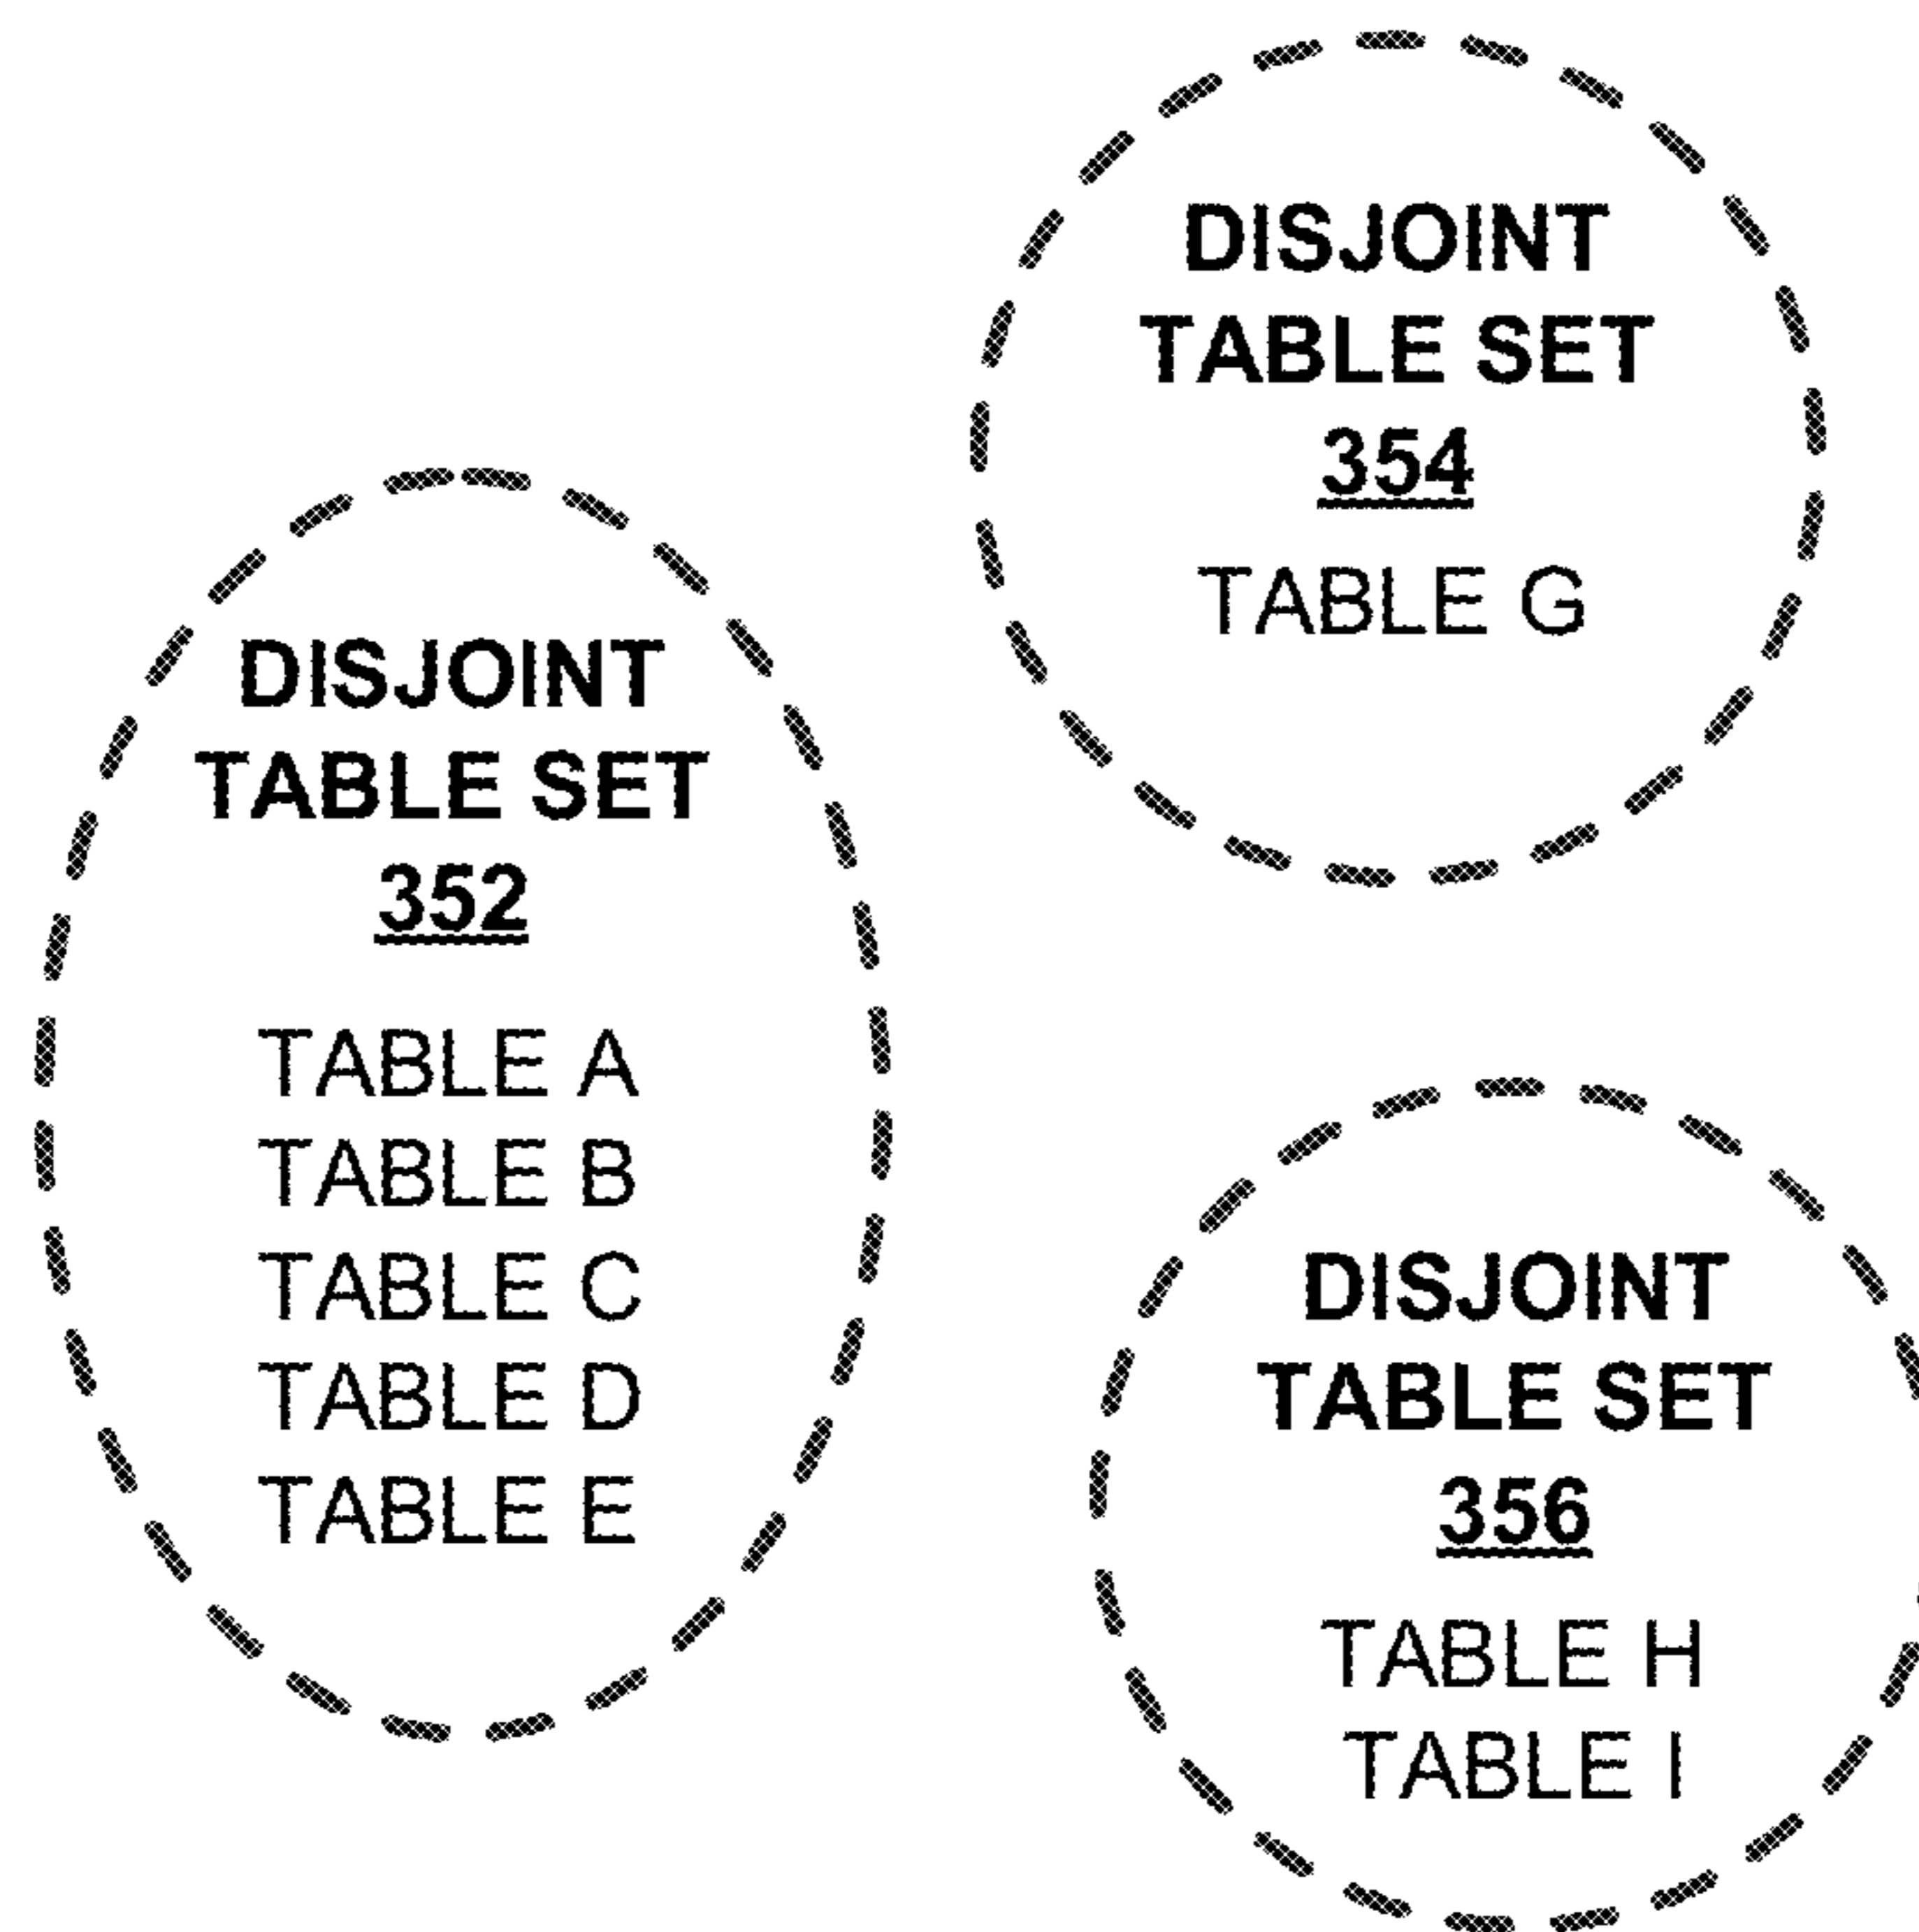 DISJOINT
TABLE SET
354
TABLE G
DISJOINT
TABLE SET
352
TABLE A
TABLE B
TABLE C
TABLE D
TABLE E
DISJOINT
TABLE SET
356
TABLE H
TABLE I